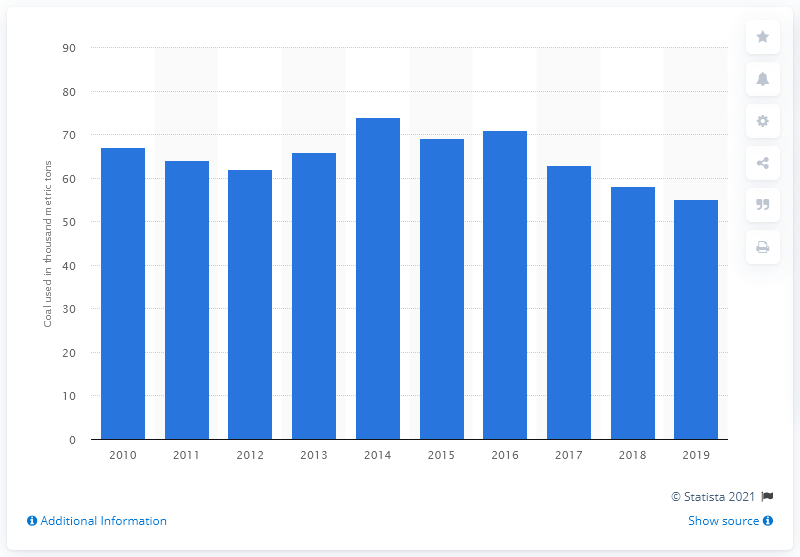 90
80
70
60
50
40
30
20
10
0
Coal used in thousand metric tons
2010 2011 2012 2013 2014 2015 2016 2017 2018 2019
© Statista 2021
Additional Information
Show source